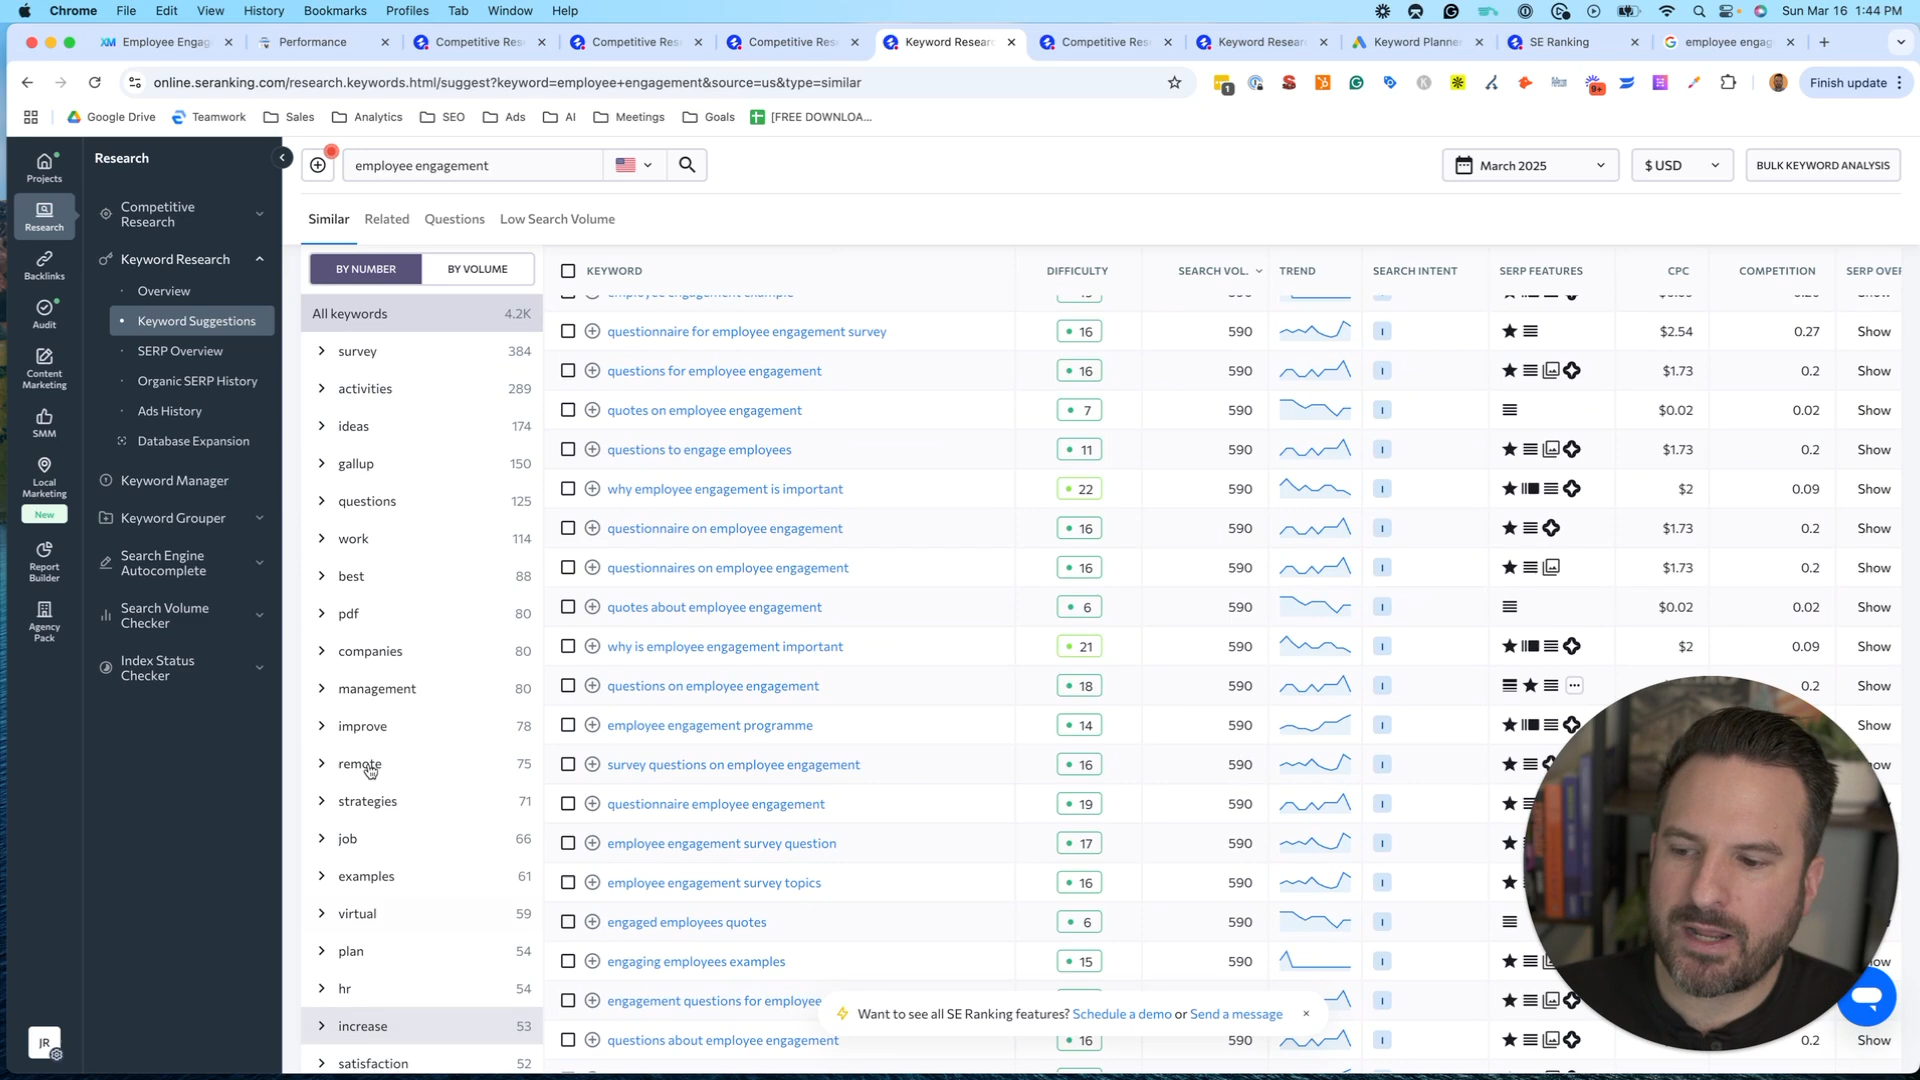 Chrome File Edit View History Bookmarks Profiles Tab Window Help Sun Mar 16 1:44 PM
Employee Engag Performance Competitive Res Competitive Res Competitive Res Keyword Researc Competitive Res Keyword Researc Keyword Planne SE Ranking employee engag
online.seranking.com/research.keywords.html/suggest?keyword=employee+engagement&source=us&type=similar Finish update
Google Drive Teamwork Sales Analytics SEO Ads AI Meetings Goals [FREE DOWNLOA...
Projects
Research
Backlinks
Audit
Content Marketing
SMM
Local Marketing
New
Report Builder
Agency Pack
JR
Research
Competitive Research
Keyword Research
Overview
Keyword Suggestions
SERP Overview
Organic SERP History
Ads History
Database Expansion
Keyword Manager
Keyword Grouper
Search Engine Autocomplete
Search Volume Checker
Index Status Checker
employee engagement March 2025 $ USD BULK KEYWORD ANALYSIS
Similar Related Questions Low Search Volume
BY NUMBER BY VOLUME
All keywords 4.2K
survey 384
activities 289
ideas 174
gallup 150
questions 125
work 114
best 88
pdf 80
companies 80
management 80
improve 78
remote 75
strategies 71
job 66
examples 61
virtual 59
plan 54
hr 54
increase 53
satisfaction 52
KEYWORD DIFFICULTY SEARCH VOL. TREND SEARCH INTENT SERP FEATURES CPC COMPETITION SERP OVER
questionnaire for employee engagement survey 16 590 I $2.54 0.27 Show
questions for employee engagement 16 590 I $1.73 0.2 Show
quotes on employee engagement 7 590 I $0.02 0.02 Show
questions to engage employees 11 590 I $1.73 0.2 Show
why employee engagement is important 22 590 I $2 0.09 Show
questionnaire on employee engagement 16 590 I $1.73 0.2 Show
questionnaires on employee engagement 16 590 I $1.73 0.2 Show
quotes about employee engagement 6 590 I $0.02 0.02 Show
why is employee engagement important 21 590 I $2 0.09 Show
questions on employee engagement 18 590 I 0.2 Show
employee engagement programme 14 590 I
survey questions on employee engagement 16 590 I
questionnaire employee engagement 19 590 I
employee engagement survey question 17 590 I
employee engagement survey topics 16 590 I
engaged employees quotes 6 590 I
engaging employees examples 15 590 I
engagement questions for employee
questions about employee engagement 16 590 I 0.2 Show
Want to see all SE Ranking features? Schedule a demo or Send a message